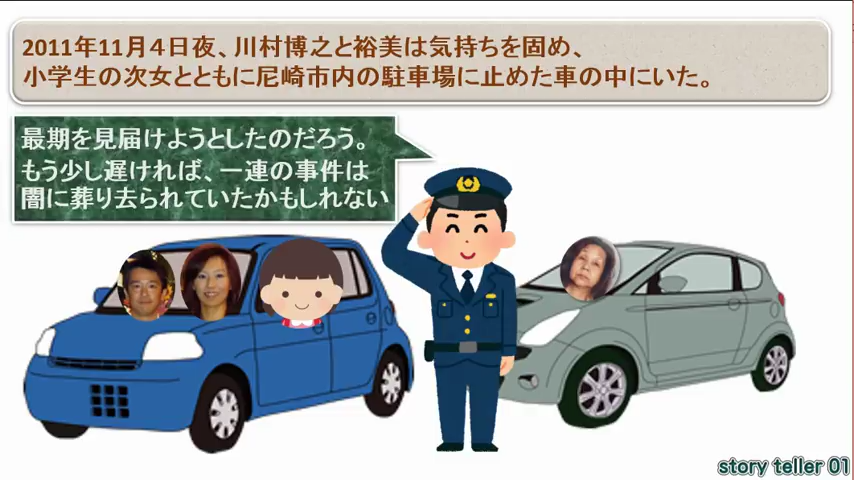 2011年11月４日夜、川村博之と裕美は気持ちを固め、
小学生の次女とともに尼崎市内の駐車場に止めた車の中にいた。
最期を見届けようとしたのだろう。
もう少し遅ければ、一連の事件は
闇に葬り去られていたかもしれない
story teller 01